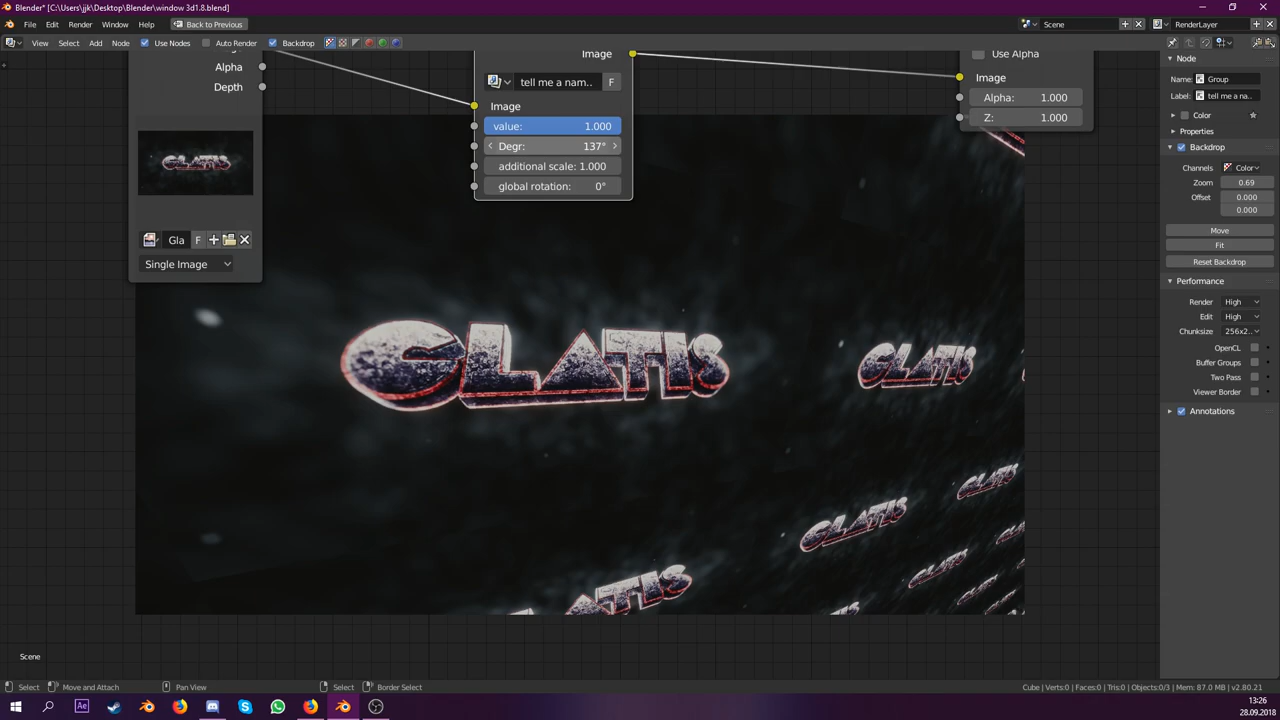 Blender* [C:\Users\jjk\Desktop\Blender\window 3d1.8.blend]
File Edit Render Window Help Back to Previous Scene RenderLayer
View Select Add Node Use Nodes Auto Render Backdrop
Alpha
Depth
Gla F
Single Image
Image
tell me a nam.. F
Image
value: 1.000
Degr: 137°
additional scale: 1.000
global rotation: 0°
Use Alpha
Image
Alpha: 1.000
Z: 1.000
GLATIS
GLATIS
GLATIS
GLATIS
GLATIS
GLATIS
Node
Name: Group
Label: tell me a na..
Color
Properties
Backdrop
Channels Color
Zoom 0.69
Offset 0.000
0.000
Move
Fit
Reset Backdrop
Performance
Render High
Edit High
Chunksize 256x2..
OpenCL
Buffer Groups
Two Pass
Viewer Border
Annotations
Scene
Select Move and Attach Pan View Select Border Select Cube | Verts:0 | Faces:0 | Tris:0 | Objects:0/3 | Mem: 87.0 MB | v2.80.21
Ae
13:26
28.09.2018